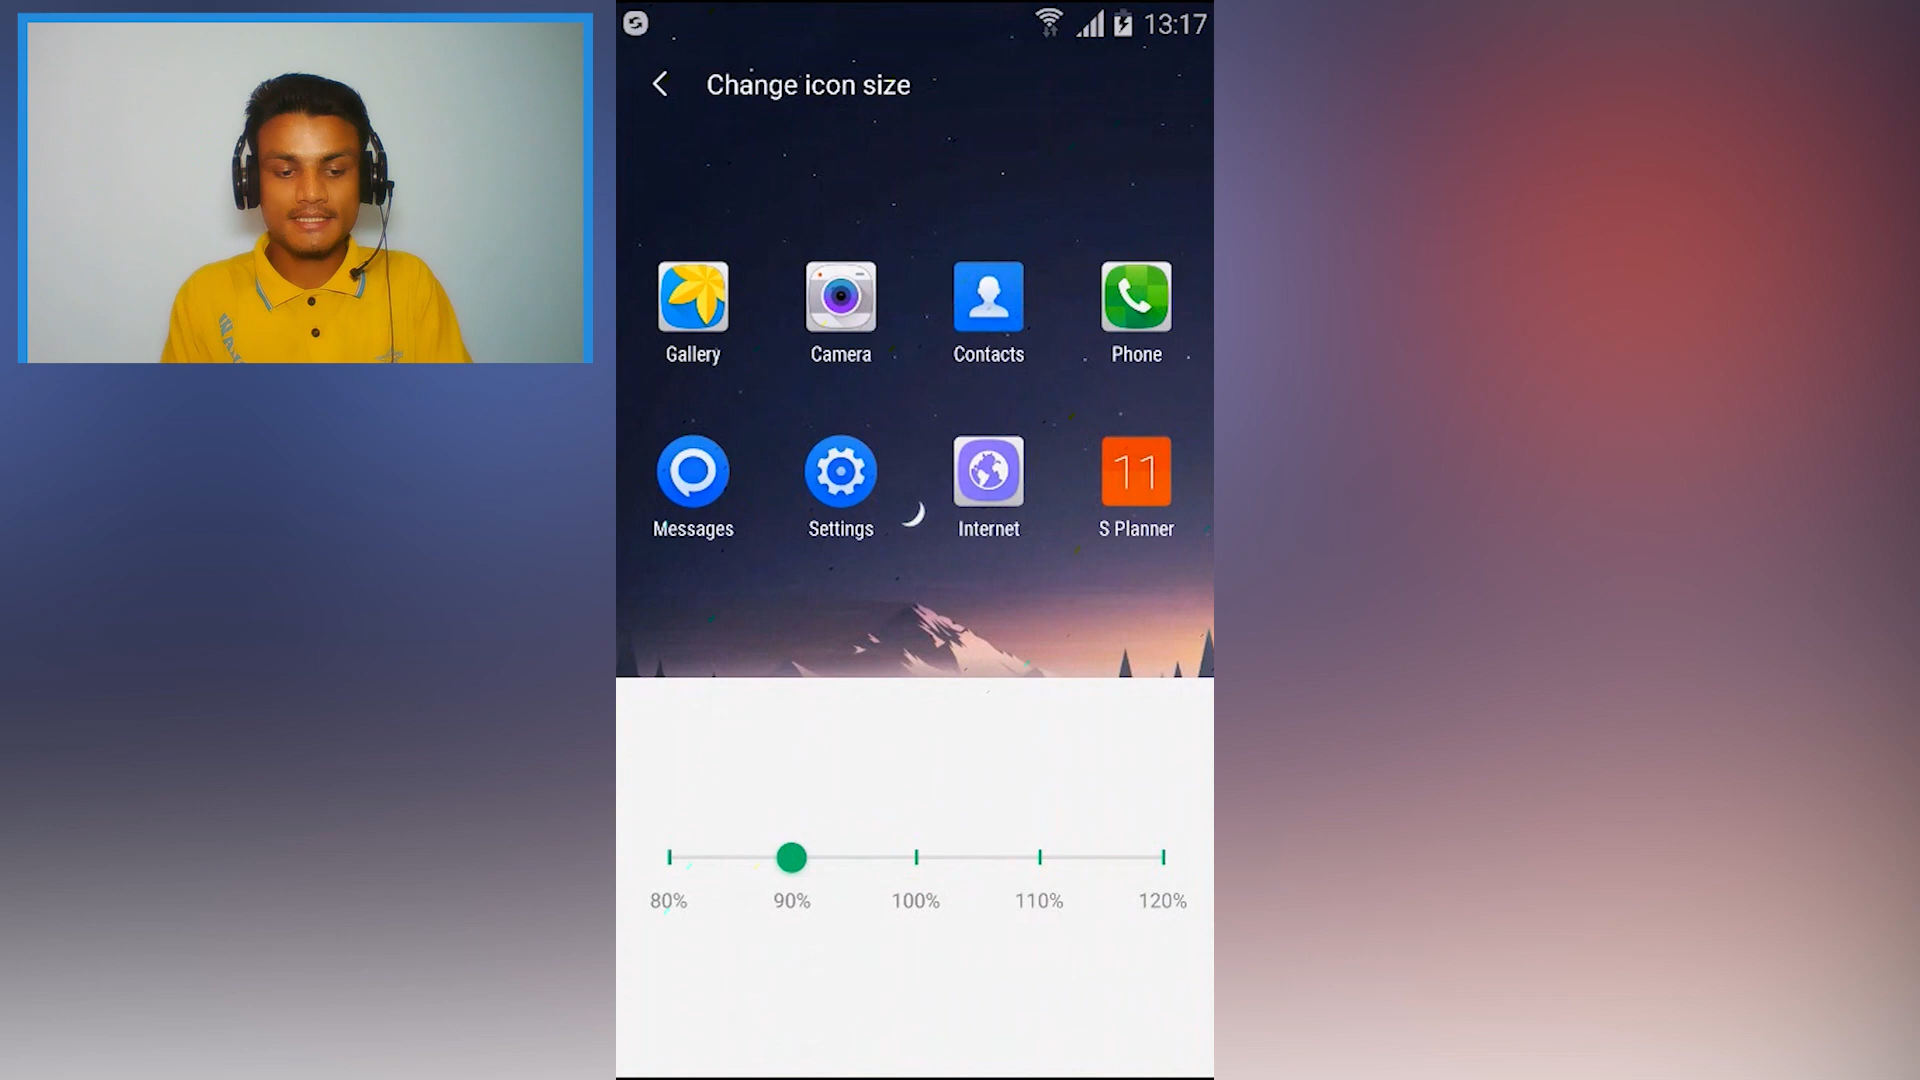 13:17
Change icon size
Gallery Camera Contacts Phone
11
Messages Settings Internet S Planner
80% 90% 100% 110% 120%